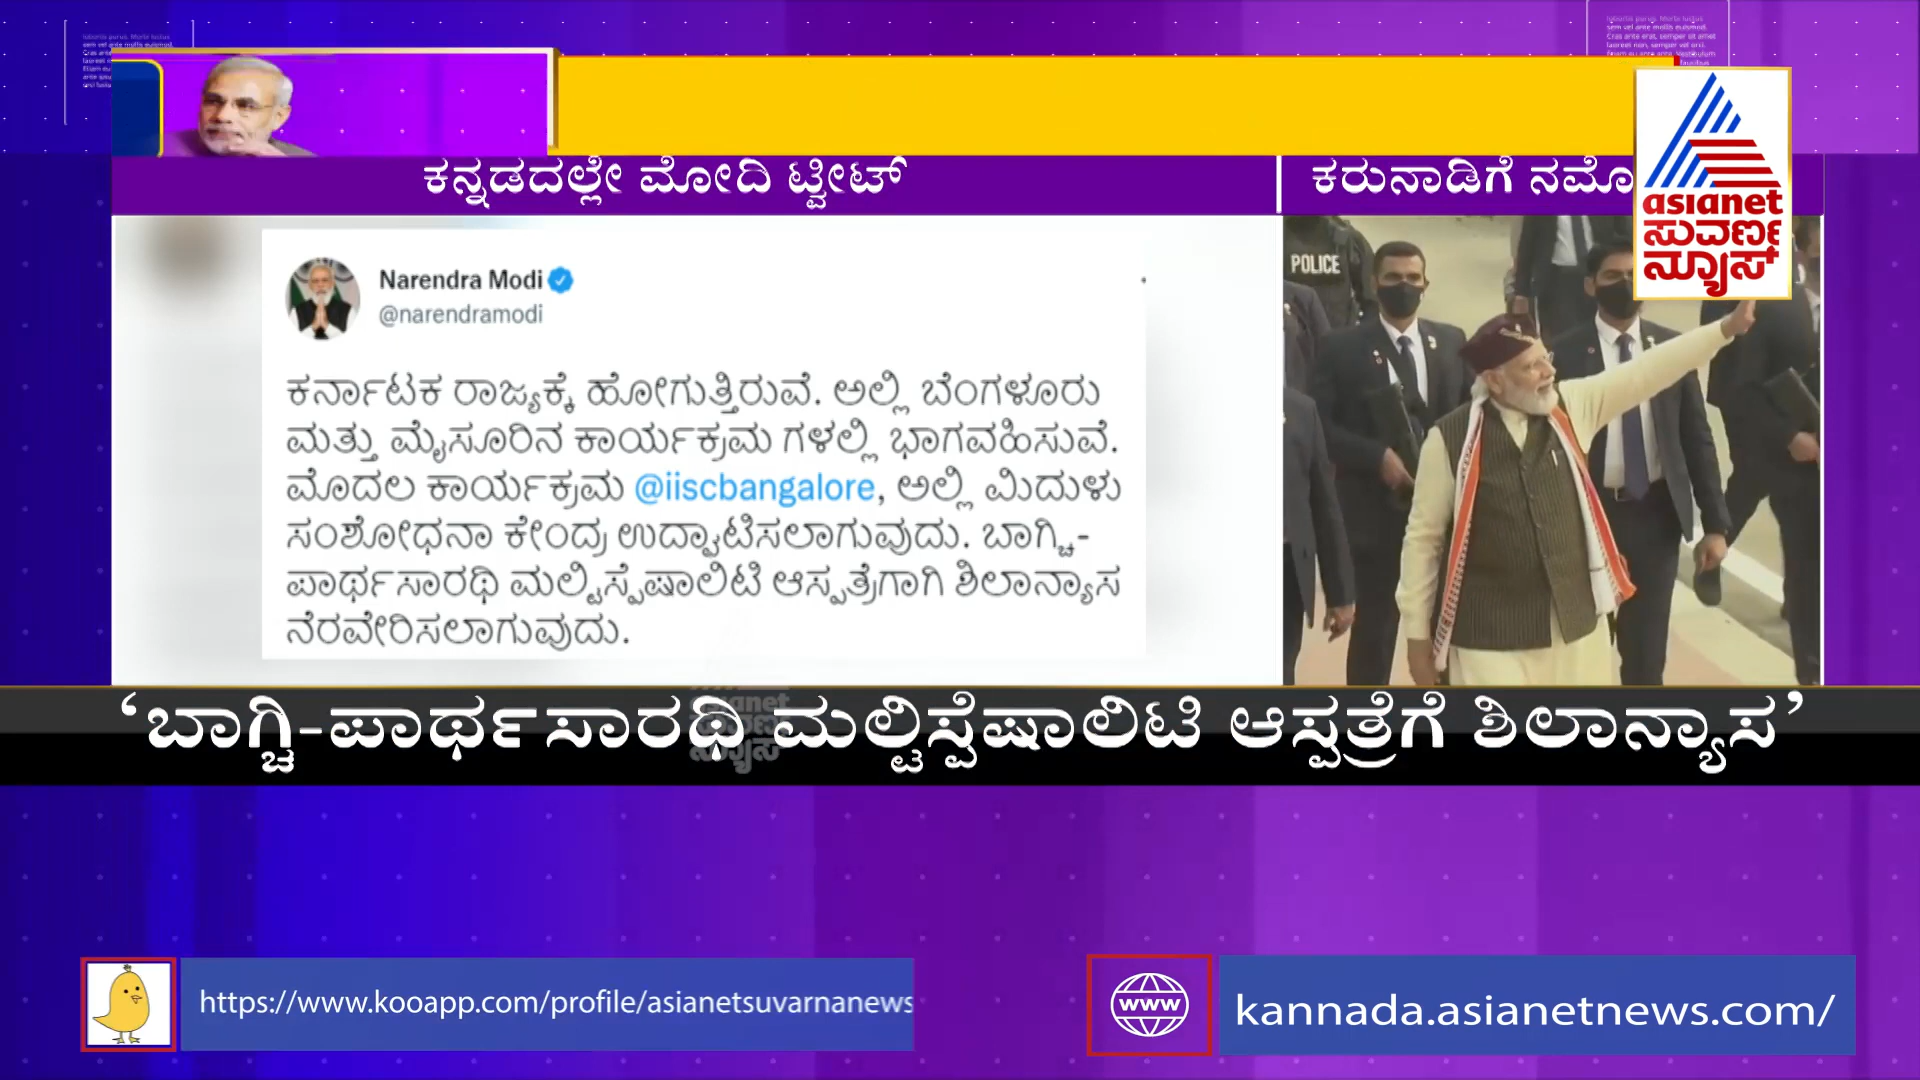 ಕನ್ನಡದಲ್ಲೇ ಮೋದಿ ಟ್ವೀಟ್
ಕರುನಾಡಿಗೆ ನಮೋ
asianet
ಸುವರ್ಣ
ನ್ಯೂಸ್
POLICE
Narendra Modi
@narendramodi
ಕರ್ನಾಟಕ ರಾಜ್ಯಕ್ಕೆ ಹೋಗುತ್ತಿರುವೆ. ಅಲ್ಲಿ ಬೆಂಗಳೂರು
ಮತ್ತು ಮೈಸೂರಿನ ಕಾರ್ಯಕ್ರಮ ಗಳಲ್ಲಿ ಭಾಗವಹಿಸುವೆ.
ಮೊದಲ ಕಾರ್ಯಕ್ರಮ @iiscbangalore, ಅಲ್ಲಿ ಮಿದುಳು
ಸಂಶೋಧನಾ ಕೇಂದ್ರ ಉದ್ಘಾಟಿಸಲಾಗುವುದು. ಬಾಗ್ಚಿ-
ಪಾರ್ಥಸಾರಥಿ ಮಲ್ಟಿಸ್ಪೆಷಾಲಿಟಿ ಆಸ್ಪತ್ರೆಗಾಗಿ ಶಿಲಾನ್ಯಾಸ
ನೆರವೇರಿಸಲಾಗುವುದು.
‘ಬಾಗ್ಚಿ-ಪಾರ್ಥಸಾರಥಿ ಮಲ್ಟಿಸ್ಪೆಷಾಲಿಟಿ ಆಸ್ಪತ್ರೆಗೆ ಶಿಲಾನ್ಯಾಸ’
https://www.kooapp.com/profile/asianetsuvarnanews
www
kannada.asianetnews.com/